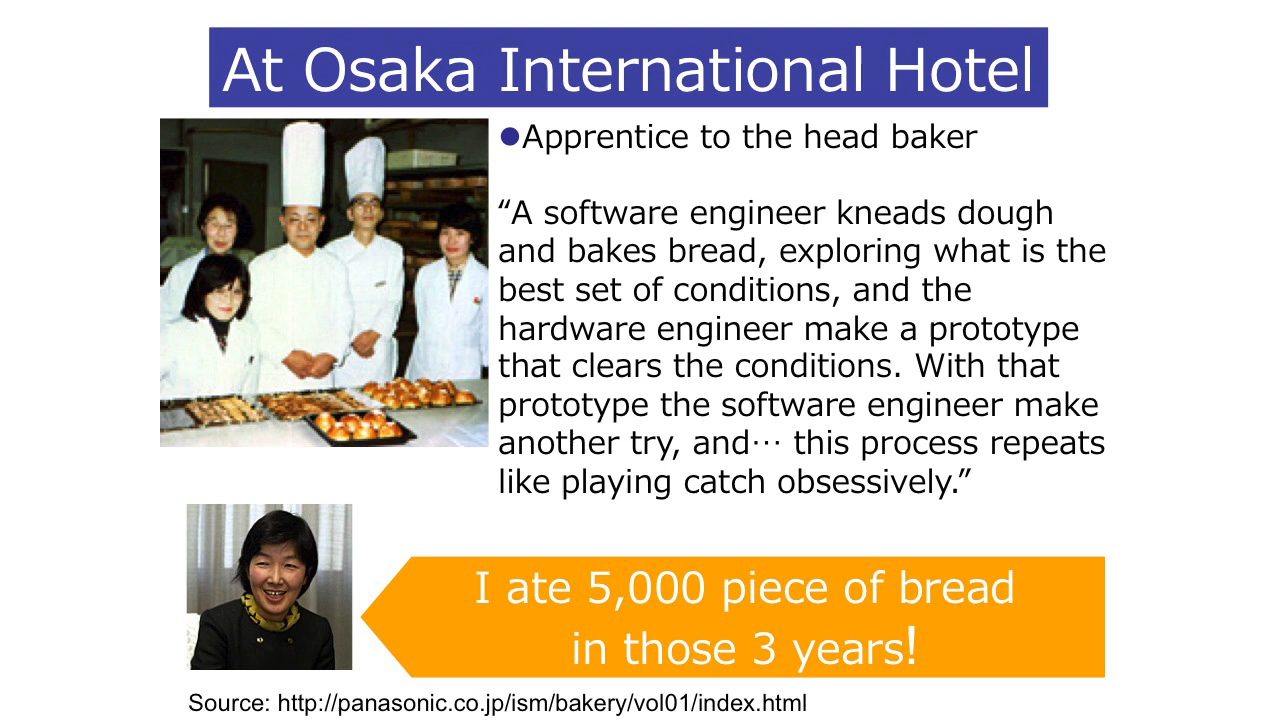 At Osaka International Hotel
●Apprentice to the head baker
“A software engineer kneads dough
and bakes bread, exploring what is the
best set of conditions, and the
hardware engineer make a prototype
that clears the conditions. With that
prototype the software engineer make
another try, and… this process repeats
like playing catch obsessively.”
I ate 5,000 piece of bread
in those 3 years!
Source: http://panasonic.co.jp/ism/bakery/vol01/index.html